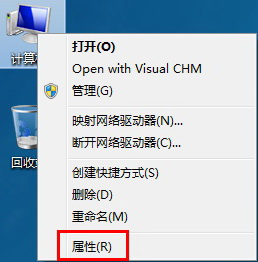 计算
打开(O)
Open with Visual CHM
管理(G)
映射网络驱动器(N)...
断开网络驱动器(C)...
回收
创建快捷方式(S)
删除(D)
重命名(M)
属性(R)